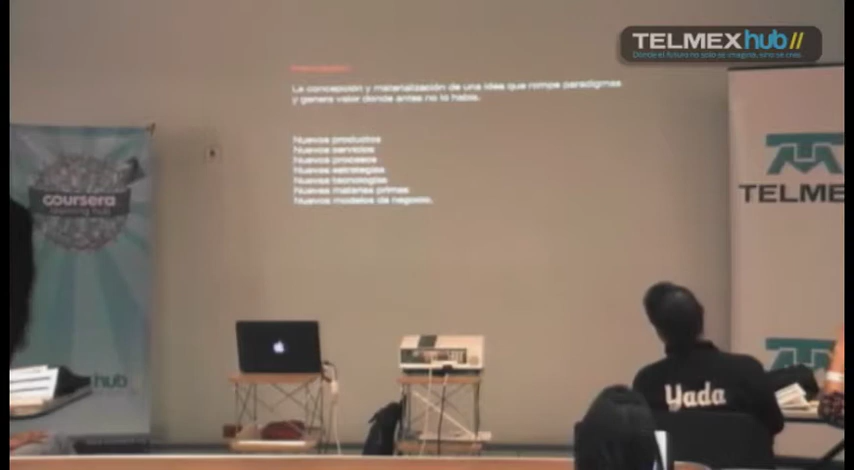 TELMEXhub//
Donde el futuro no solo se imagina, sino se crea.
La concepción y materialización de una idea que rompe paradigmas
y genera valor donde antes no lo había.
Nuevos productos
Nuevos servicios
Nuevos procesos
Nuevas estrategias
Nuevas tecnologías
Nuevas materias primas
Nuevos modelos de negocio.
coursera
learning hub
hub
TELME
Yada